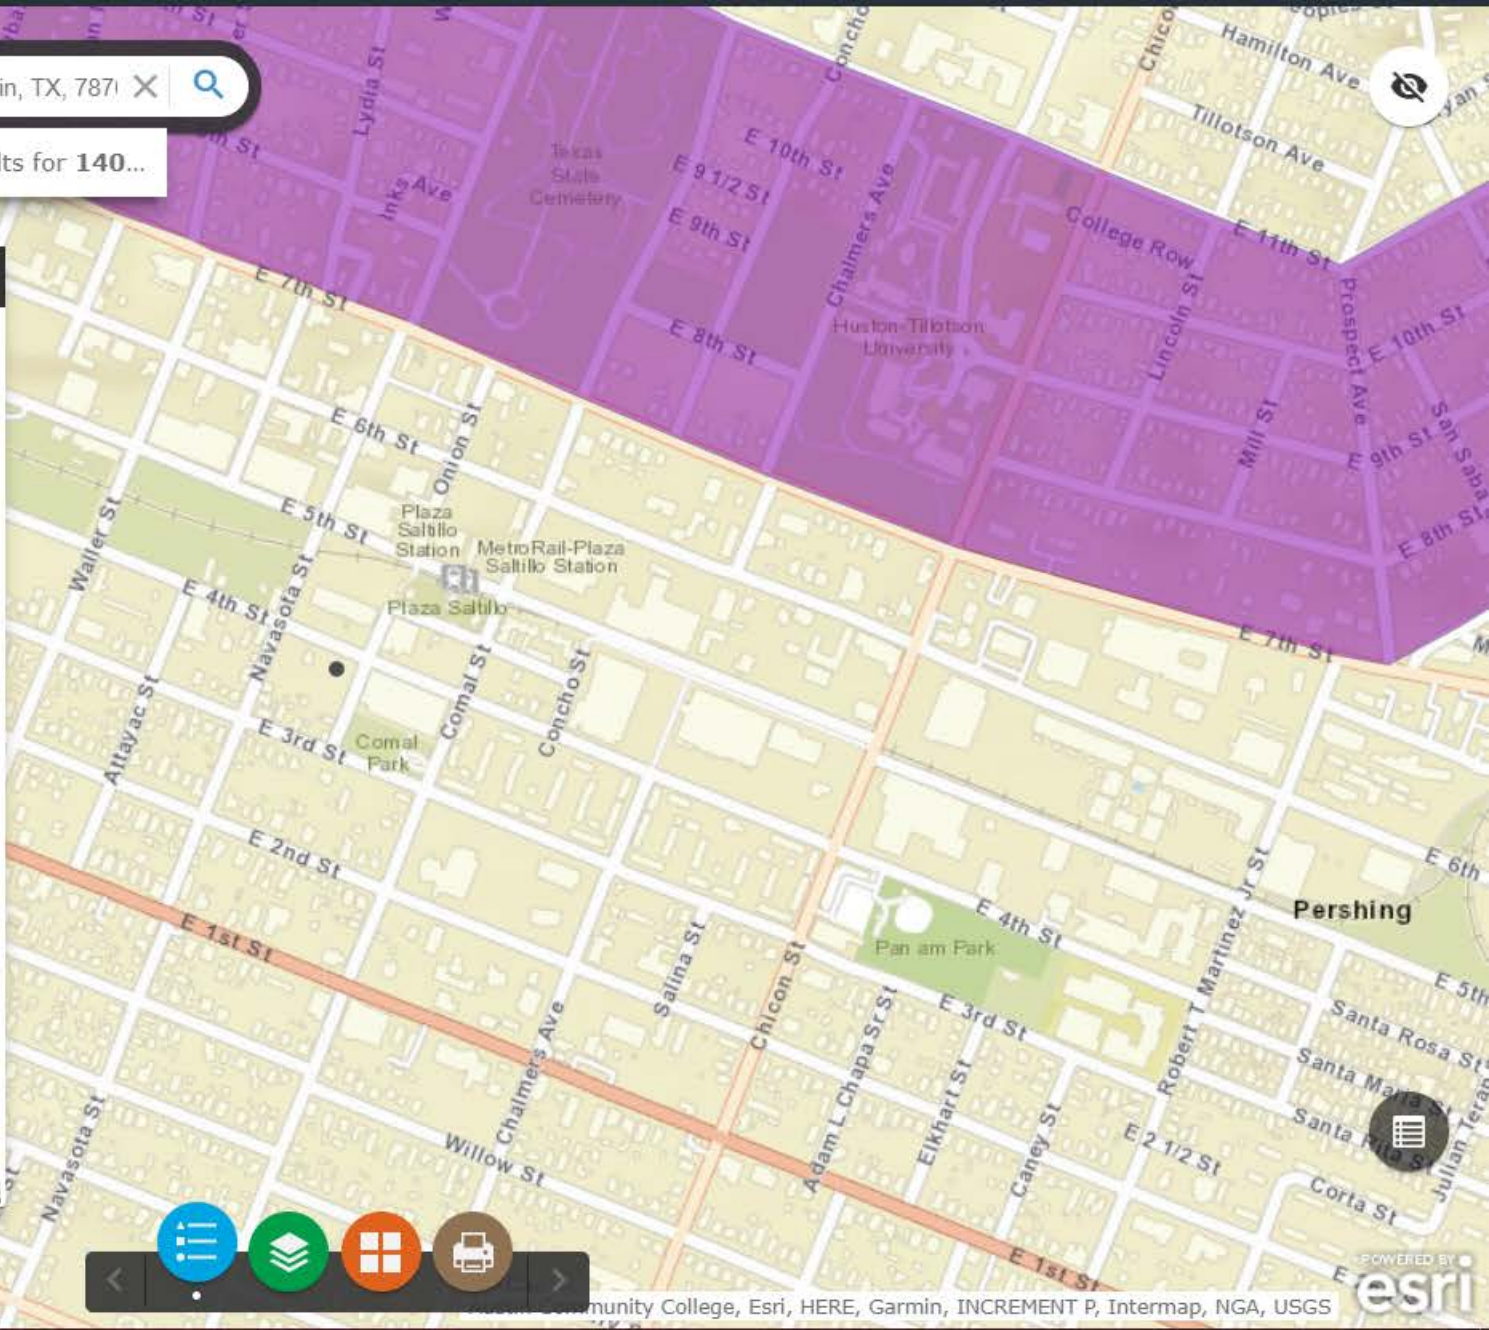 in, TX, 787
lts for 140...
Lydia St
Inks Ave
Texas
State
Cemetery
E 10th St
E 9 1/2 St
E 9th St
Chalmers Ave
Concho
Chico
Hamilton Ave
Tillotson Ave
College Row
E 11th St
Lincoln St
Prospect Ave
E 10th St
E 7th St
E 8th St
Huston-Tillotson
University
Mill St
E 9th St
San Saba
E 8th St
E 6th St
Onion St
E 5th St
Plaza
Saltillo
Station
MetroRail-Plaza
Saltillo Station
Plaza Saltillo
Waller St
E 4th St
Navasota St
E 7th St
Attayac St
Comal St
Concho St
E 3rd St
Comal
Park
E 2nd St
E 6th
Pershing
E 1st St
E 4th St
Pan am Park
Salina St
Chicon St
E 3rd St
Robert T Martinez Jr St
E 5th
Santa Rosa St
Santa Maria St
Santa Rita St
Julian Teran
Adam L Chapa Sr St
Elkhart St
Caney St
E 2 1/2 St
Corta St
Navasota St
Chalmers Ave
Willow St
E 1st St
POWERED BY
esri
Austin Community College, Esri, HERE, Garmin, INCREMENT P, Intermap, NGA, USGS